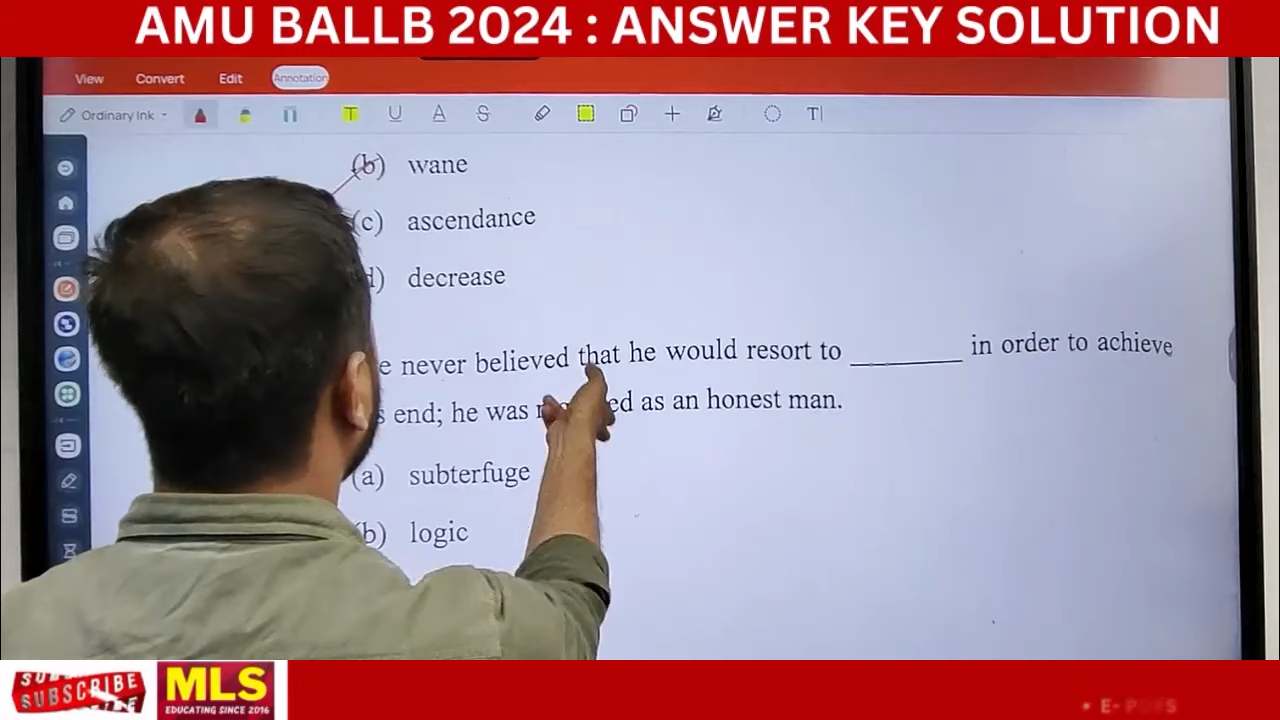 AMU BALLB 2024 : ANSWER KEY SOLUTION
View Convert Edit Annotation
Ordinary Ink
(b) wane
(c) ascendance
decrease
never believed that he would resort to ________ in order to achieve
end; he was as an honest man.
(a) subterfuge
(b) logic
SUBSCRIBE
MLS
EDUCATING SINCE 2016